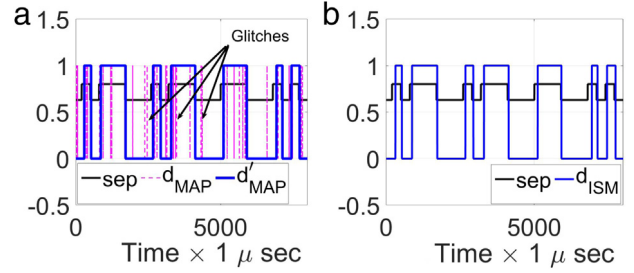 a
b
Glitches
1.5
1
0.5
0
-0.5
sep d_MAP d'_MAP
0 5000
Time × 1 μ sec
1.5
1
0.5
0
-0.5
sep d_ISM
0 5000
Time × 1 μ sec